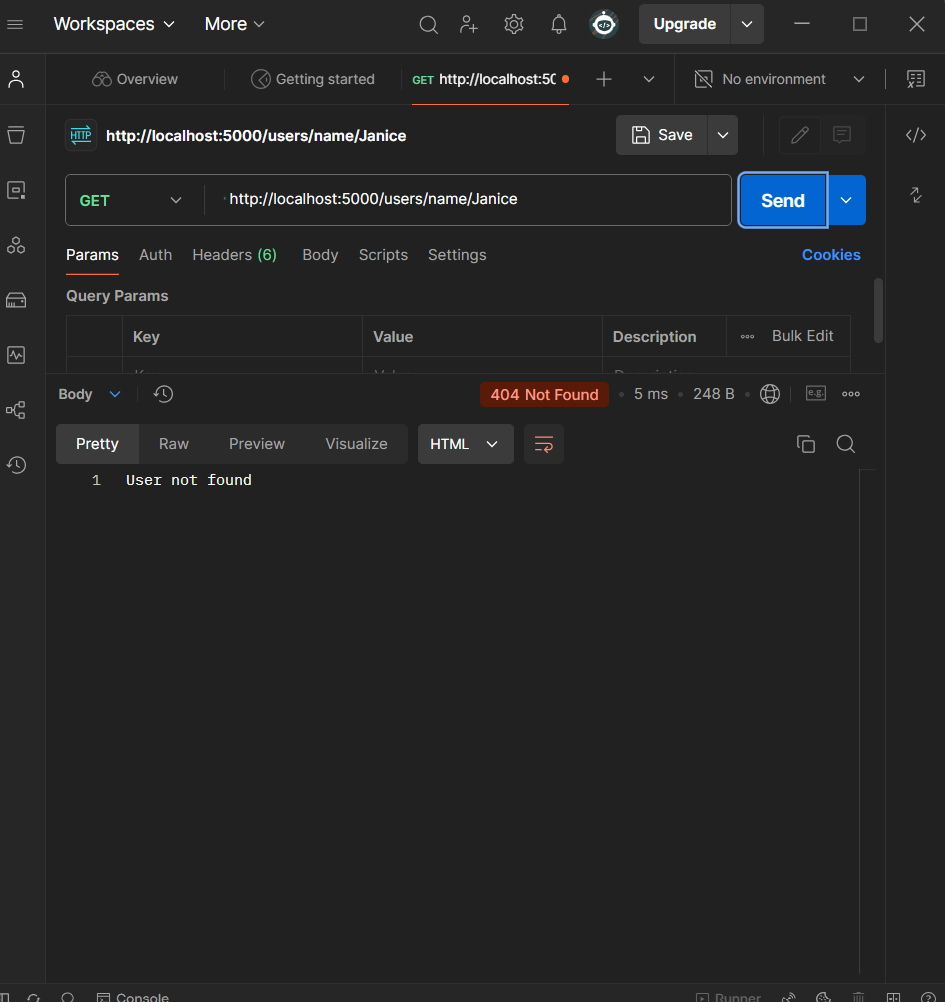 Workspaces More Upgrade
Overview Getting started GET http://localhost:50 No environment
HTTP http://localhost:5000/users/name/Janice Save
GET http://localhost:5000/users/name/Janice Send
Params Auth Headers (6) Body Scripts Settings Cookies
Query Params
Key Value Description Bulk Edit
Body 404 Not Found 5 ms 248 B e.g.
Pretty Raw Preview Visualize HTML
1 User not found
Console Runner